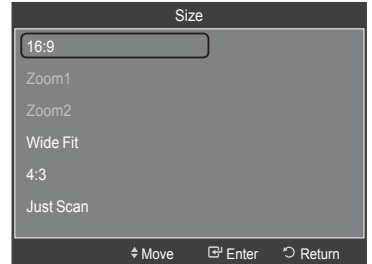 Size
16:9
Zoom1
Zoom2
Wide Fit
4:3
Just Scan
Move Enter Return